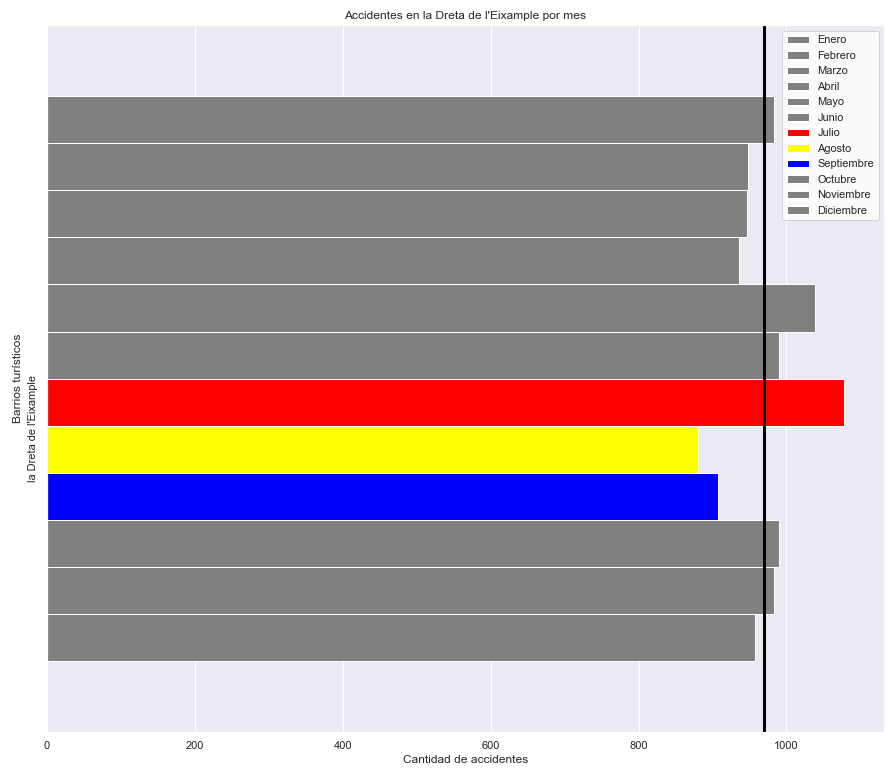 Accidentes en la Dreta de l'Eixample por mes
Enero
Febrero
Marzo
Abril
Mayo
Junio
Julio
Agosto
Septiembre
Octubre
Noviembre
Diciembre
Barrios turísticos
la Dreta de l'Eixample
0 200 400 600 800 1000
Cantidad de accidentes